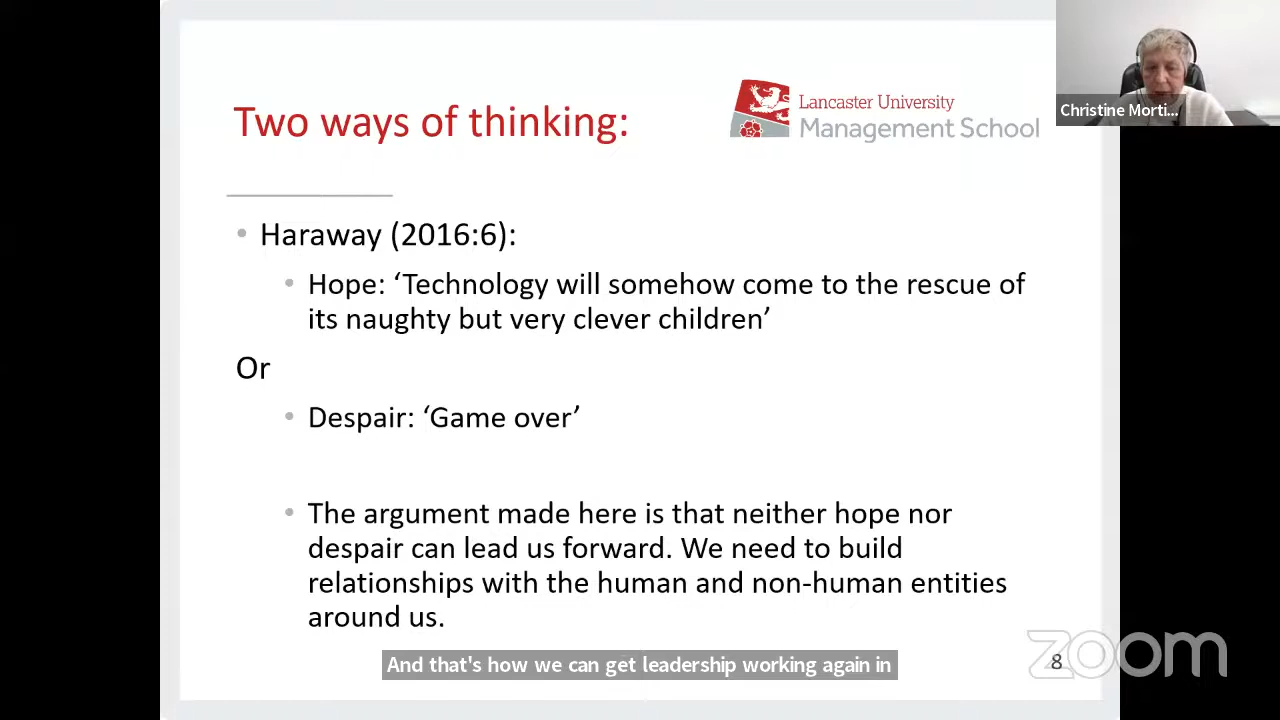 Two ways of thinking:
Lancaster University
Management School
Christine Morti...
• Haraway (2016:6):
• Hope: ‘Technology will somehow come to the rescue of
its naughty but very clever children’
Or
• Despair: ‘Game over’
• The argument made here is that neither hope nor
despair can lead us forward. We need to build
relationships with the human and non-human entities
around us.
And that's how we can get leadership working again in
8
zoom